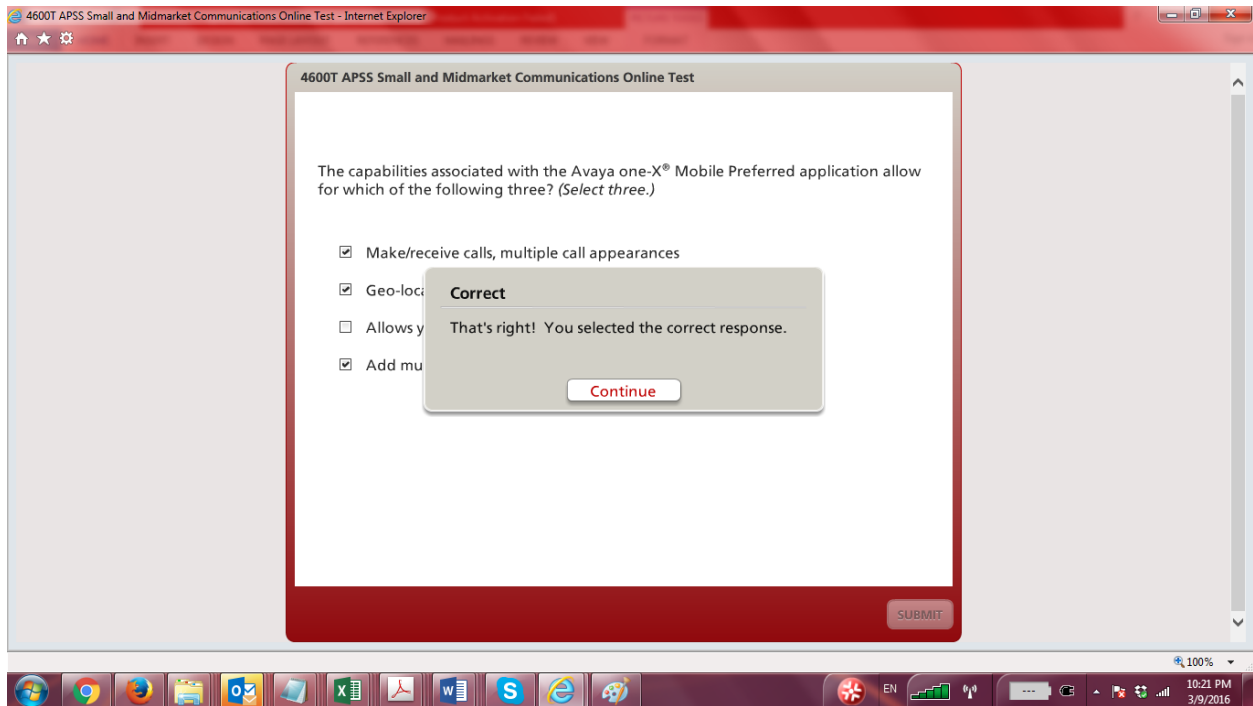 4600T APSS Small and Midmarket Communications Online Test - Internet Explorer
4600T APSS Small and Midmarket Communications Online Test
The capabilities associated with the Avaya one-X® Mobile Preferred application allow
for which of the following three? (Select three.)
Make/receive calls, multiple call appearances
Geo-loca
Allows y
Add mu
Correct
That's right!  You selected the correct response.
Continue
SUBMIT
100%
EN
10:21 PM
3/9/2016